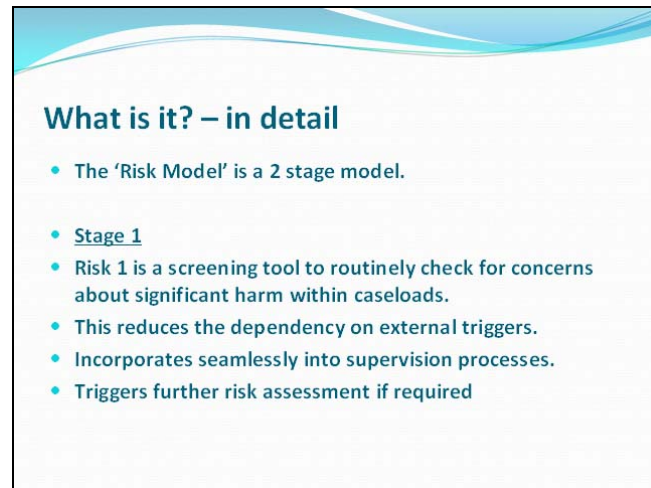 What is it? – in detail
• The ‘Risk Model’ is a 2 stage model.
• Stage 1
• Risk 1 is a screening tool to routinely check for concerns
about significant harm within caseloads.
• This reduces the dependency on external triggers.
• Incorporates seamlessly into supervision processes.
• Triggers further risk assessment if required